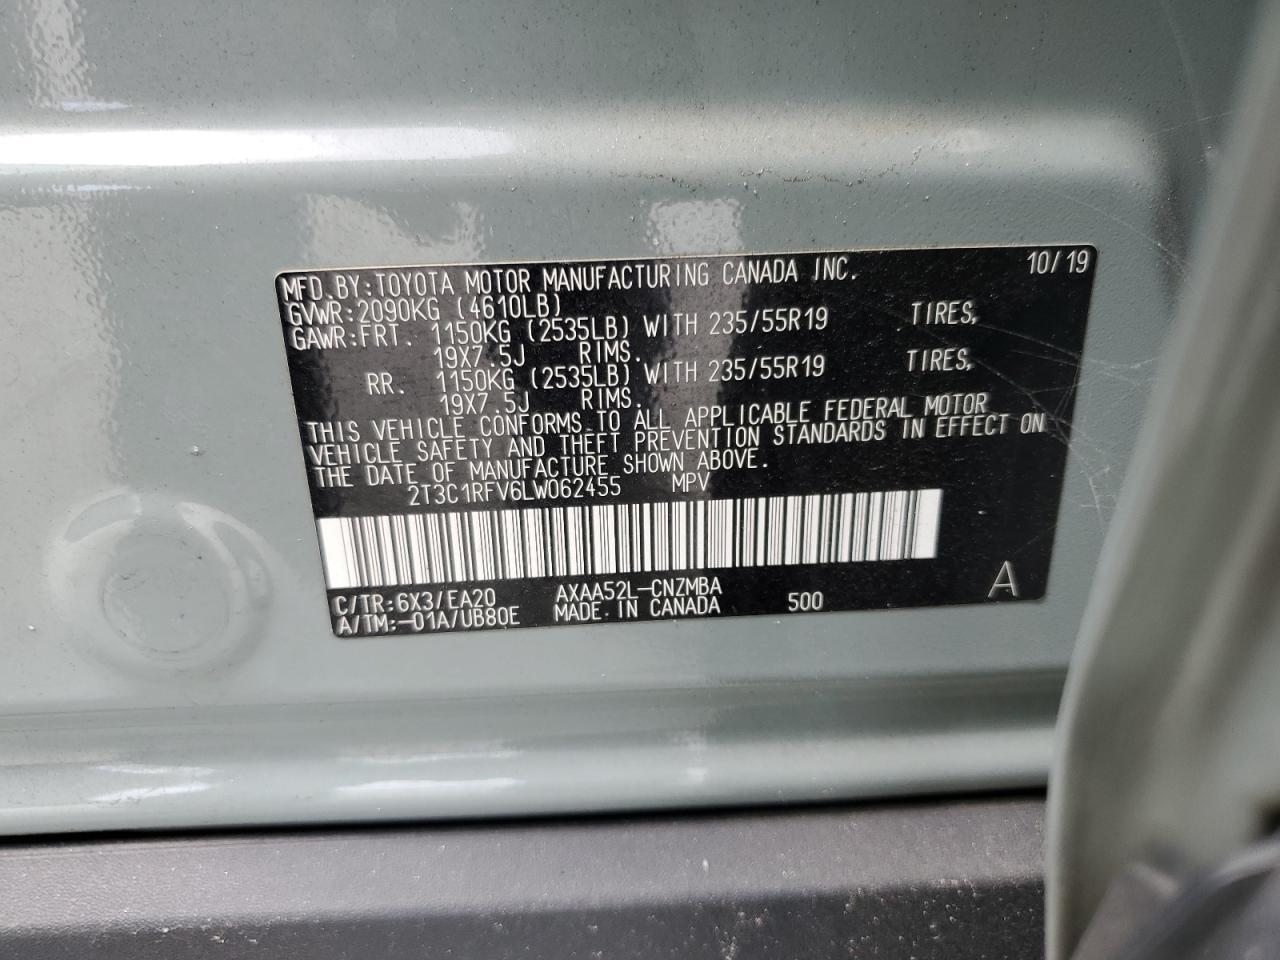 MFD.BY:TOYOTA MOTOR MANUFACTURING CANADA INC. 10/19
GVWR:2090KG (4610LB)
GAWR:FRT. 1150KG (2535LB) WITH 235/55R19 TIRES,
19X7.5J RIMS.
RR. 1150KG (2535LB) WITH 235/55R19 TIRES,
19X7.5J RIMS.
THIS VEHICLE CONFORMS TO ALL APPLICABLE FEDERAL MOTOR
VEHICLE SAFETY AND THEFT PREVENTION STANDARDS IN EFFECT ON
THE DATE OF MANUFACTURE SHOWN ABOVE.
2T3C1RFV6LW062455 MPV
C/TR:6X3/EA20 AXAA52L-CNZMBA
A/TM:-01A/UB80E MADE IN CANADA 500 A